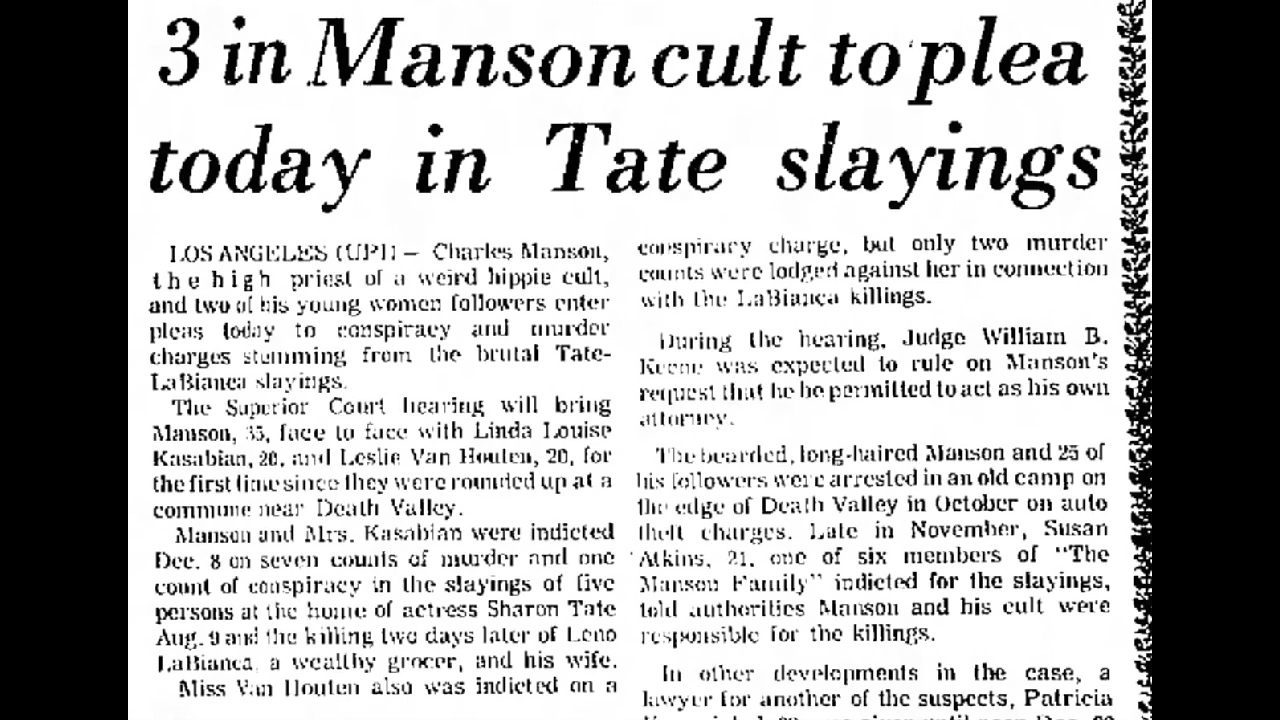 3 in Manson cult to plea
today in Tate slayings
LOS ANGELES (UPI) — Charles Manson,
the high priest of a weird hippie cult,
and two of his young women followers enter
pleas today to conspiracy and murder
charges stemming from the brutal Tate-
LaBianca slayings.
The Superior Court hearing will bring
Manson, 35, face to face with Linda Louise
Kasabian, 20, and Leslie Van Houten, 20, for
the first time since they were rounded up at a
commune near Death Valley.
Manson and Mrs. Kasabian were indicted
Dec. 8 on seven counts of murder and one
count of conspiracy in the slayings of five
persons at the home of actress Sharon Tate
Aug. 9 and the killing two days later of Leno
LaBianca, a wealthy grocer, and his wife.
Miss Van Houten also was indicted on a
conspiracy charge, but only two murder
counts were lodged against her in connection
with the LaBianca killings.
During the hearing, Judge William B.
Keene was expected to rule on Manson's
request that he be permitted to act as his own
attorney.
The bearded, long-haired Manson and 25 of
his followers were arrested in an old camp on
the edge of Death Valley in October on auto
theft charges. Late in November, Susan
Atkins, 21, one of six members of "The
Manson Family" indicted for the slayings,
told authorities Manson and his cult were
responsible for the killings.
In other developments in the case, a
lawyer for another of the suspects, Patricia